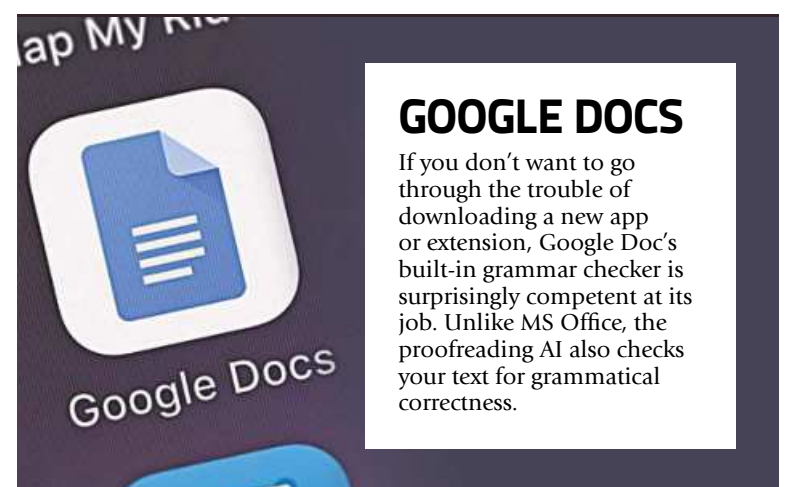 My
Google Docs
GOOGLE DOCS
If you don’t want to go
through the trouble of
downloading a new app
or extension, Google Doc’s
built-in grammar checker is
surprisingly competent at its
job. Unlike MS Office, the
proofreading AI also checks
your text for grammatical
correctness.